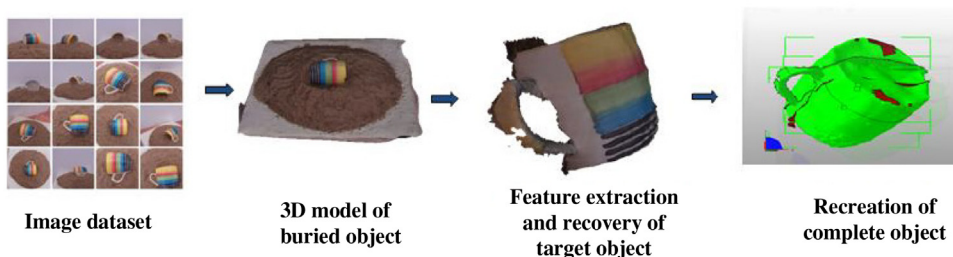 Image dataset
3D model of
buried object
Feature extraction
and recovery of
target object
Recreation of
complete object